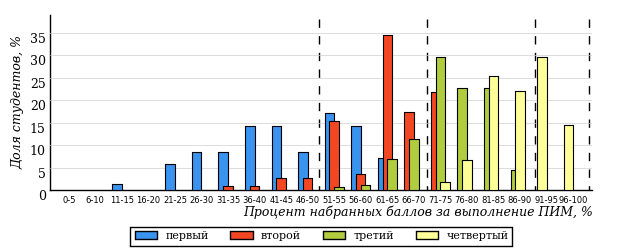 Доля студентов, %
35
30
25
20
15
10
5
0
0-5 6-10 11-15 16-20 21-25 26-30 31-35 36-40 41-45 46-50 51-55 56-60 61-65 66-70 71-75 76-80 81-85 86-90 91-95 96-100
Процент набранных баллов за выполнение ПИМ, %
первый второй третий четвертый